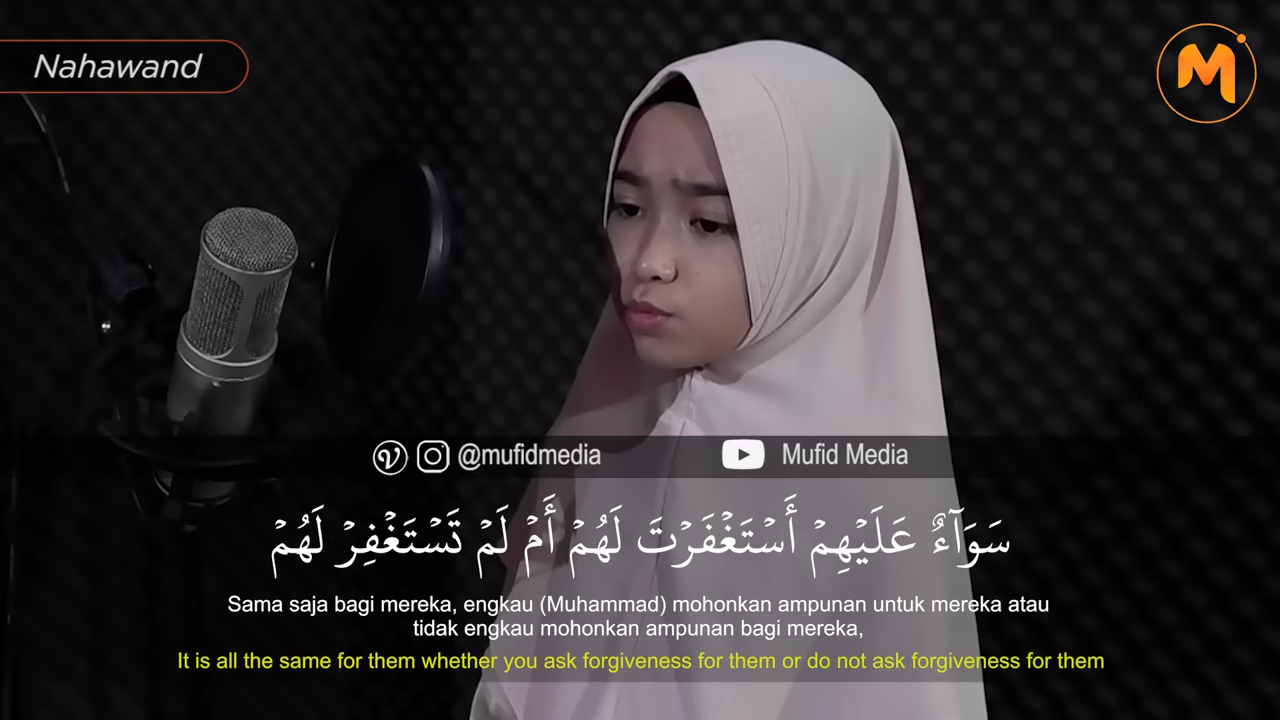 Nahawand
M
@mufidmedia
Mufid Media
سَوَآءٌ عَلَيْهِمْ أَسْتَغْفَرْتَ لَهُمْ أَمْ لَمْ تَسْتَغْفِرْ لَهُمْ
Sama saja bagi mereka, engkau (Muhammad) mohonkan ampunan untuk mereka atau
tidak engkau mohonkan ampunan bagi mereka,
It is all the same for them whether you ask forgiveness for them or do not ask forgiveness for them